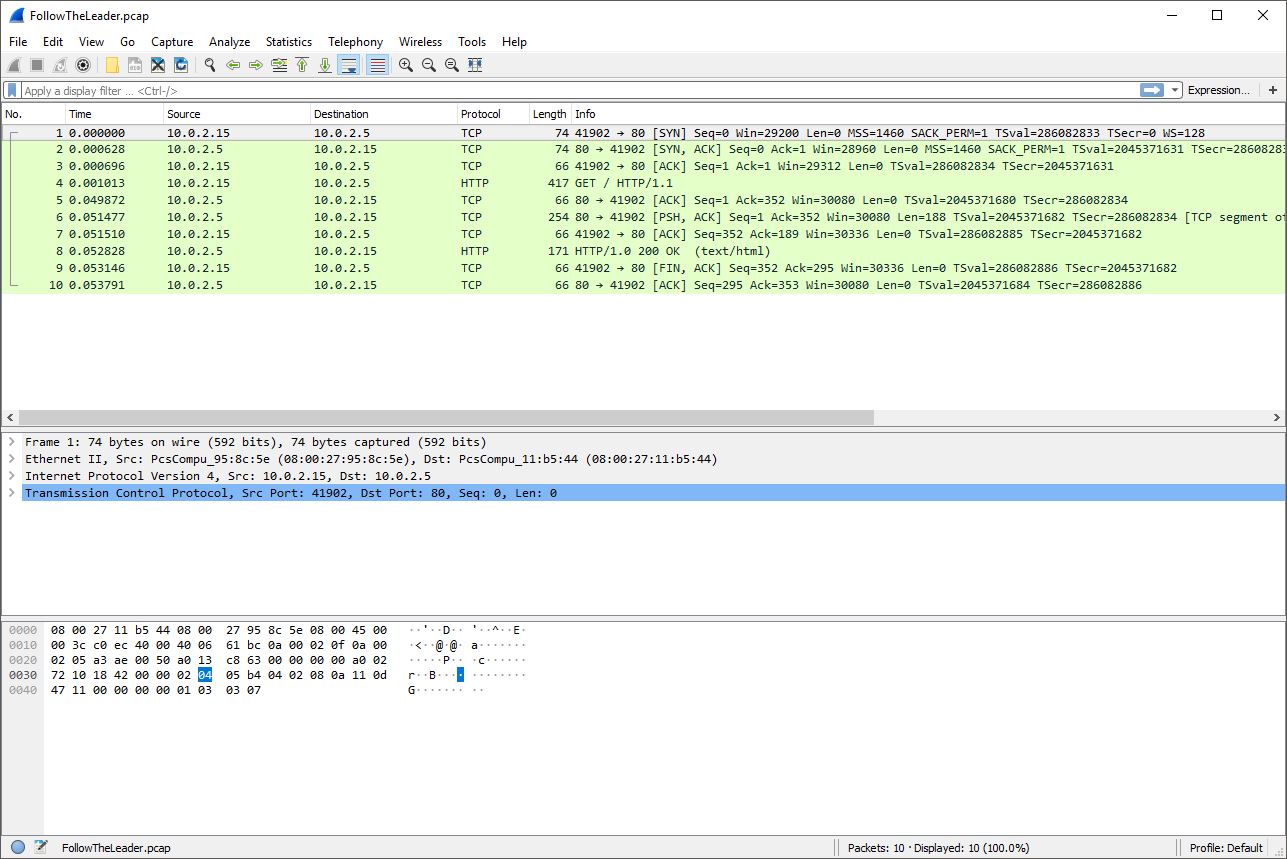 FollowTheLeader.pcap
File Edit View Go Capture Analyze Statistics Telephony Wireless Tools Help
Apply a display filter ... <Ctrl-/> Expression... +
No. Time Source Destination Protocol Length Info
1 0.000000 10.0.2.15 10.0.2.5 TCP 74 41902 → 80 [SYN] Seq=0 Win=29200 Len=0 MSS=1460 SACK_PERM=1 TSval=286082833 TSecr=0 WS=128
2 0.000628 10.0.2.5 10.0.2.15 TCP 74 80 → 41902 [SYN, ACK] Seq=0 Ack=1 Win=28960 Len=0 MSS=1460 SACK_PERM=1 TSval=2045371631 TSecr=2860828
3 0.000696 10.0.2.15 10.0.2.5 TCP 66 41902 → 80 [ACK] Seq=1 Ack=1 Win=29312 Len=0 TSval=286082834 TSecr=2045371631
4 0.001013 10.0.2.15 10.0.2.5 HTTP 417 GET / HTTP/1.1
5 0.049872 10.0.2.5 10.0.2.15 TCP 66 80 → 41902 [ACK] Seq=1 Ack=352 Win=30080 Len=0 TSval=2045371680 TSecr=286082834
6 0.051477 10.0.2.5 10.0.2.15 TCP 254 80 → 41902 [PSH, ACK] Seq=1 Ack=352 Win=30080 Len=188 TSval=2045371682 TSecr=286082834 [TCP segment of
7 0.051510 10.0.2.15 10.0.2.5 TCP 66 41902 → 80 [ACK] Seq=352 Ack=189 Win=30336 Len=0 TSval=286082885 TSecr=2045371682
8 0.052828 10.0.2.5 10.0.2.15 HTTP 171 HTTP/1.0 200 OK (text/html)
9 0.053146 10.0.2.15 10.0.2.5 TCP 66 41902 → 80 [FIN, ACK] Seq=352 Ack=295 Win=30336 Len=0 TSval=286082886 TSecr=2045371682
10 0.053791 10.0.2.5 10.0.2.15 TCP 66 80 → 41902 [ACK] Seq=295 Ack=353 Win=30080 Len=0 TSval=2045371684 TSecr=286082886
Frame 1: 74 bytes on wire (592 bits), 74 bytes captured (592 bits)
Ethernet II, Src: PcsCompu_95:8c:5e (08:00:27:95:8c:5e), Dst: PcsCompu_11:b5:44 (08:00:27:11:b5:44)
Internet Protocol Version 4, Src: 10.0.2.15, Dst: 10.0.2.5
Transmission Control Protocol, Src Port: 41902, Dst Port: 80, Seq: 0, Len: 0
0000 08 00 27 11 b5 44 08 00 27 95 8c 5e 08 00 45 00 ··'··D·· '··^··E·
0010 00 3c c0 ec 40 00 40 06 61 bc 0a 00 02 0f 0a 00 ·<··@·@· a·······
0020 02 05 a3 ae 00 50 a0 13 c8 63 00 00 00 00 a0 02 ·····P·· ·c······
0030 72 10 18 42 00 00 02 04 05 b4 04 02 08 0a 11 0d r··B···· ········
0040 47 11 00 00 00 00 01 03 03 07 G······· ··
FollowTheLeader.pcap Packets: 10 · Displayed: 10 (100.0%) Profile: Default